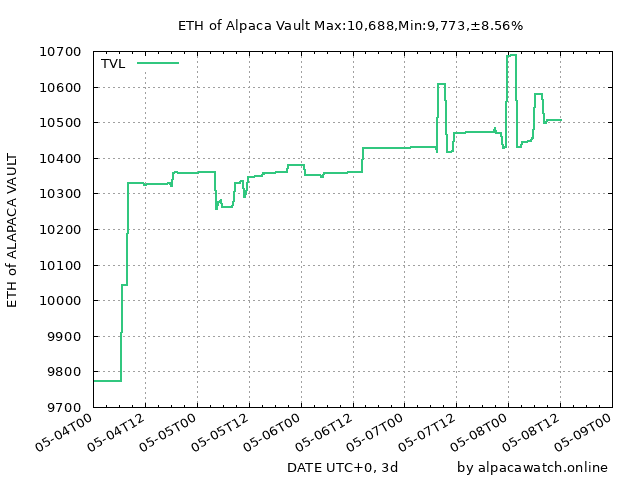 ETH of Alpaca Vault Max:10,688,Min:9,773,±8.56%
TVL
10700
10600
10500
10400
10300
10200
10100
10000
9900
9800
9700
ETH of ALAPACA VAULT
05-04T00
05-04T12
05-05T00
05-05T12
05-06T00
05-06T12
05-07T00
05-07T12
05-08T00
05-08T12
05-09T00
DATE UTC+0, 3d
by alpacawatch.online